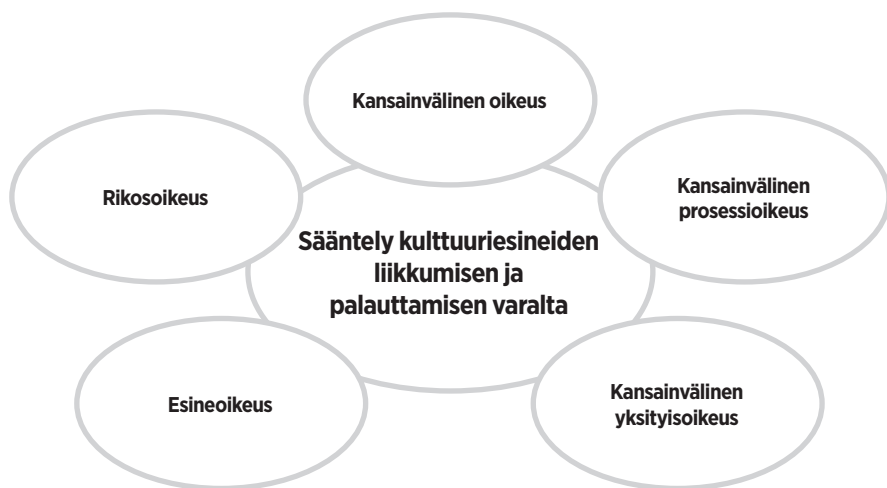 Kansainvälinen oikeus
Rikosoikeus
Kansainvälinen
prosessioikeus
Sääntely kulttuuriesineiden
liikkumisen ja
palauttamisen varalta
Esineoikeus
Kansainvälinen
yksityisoikeus